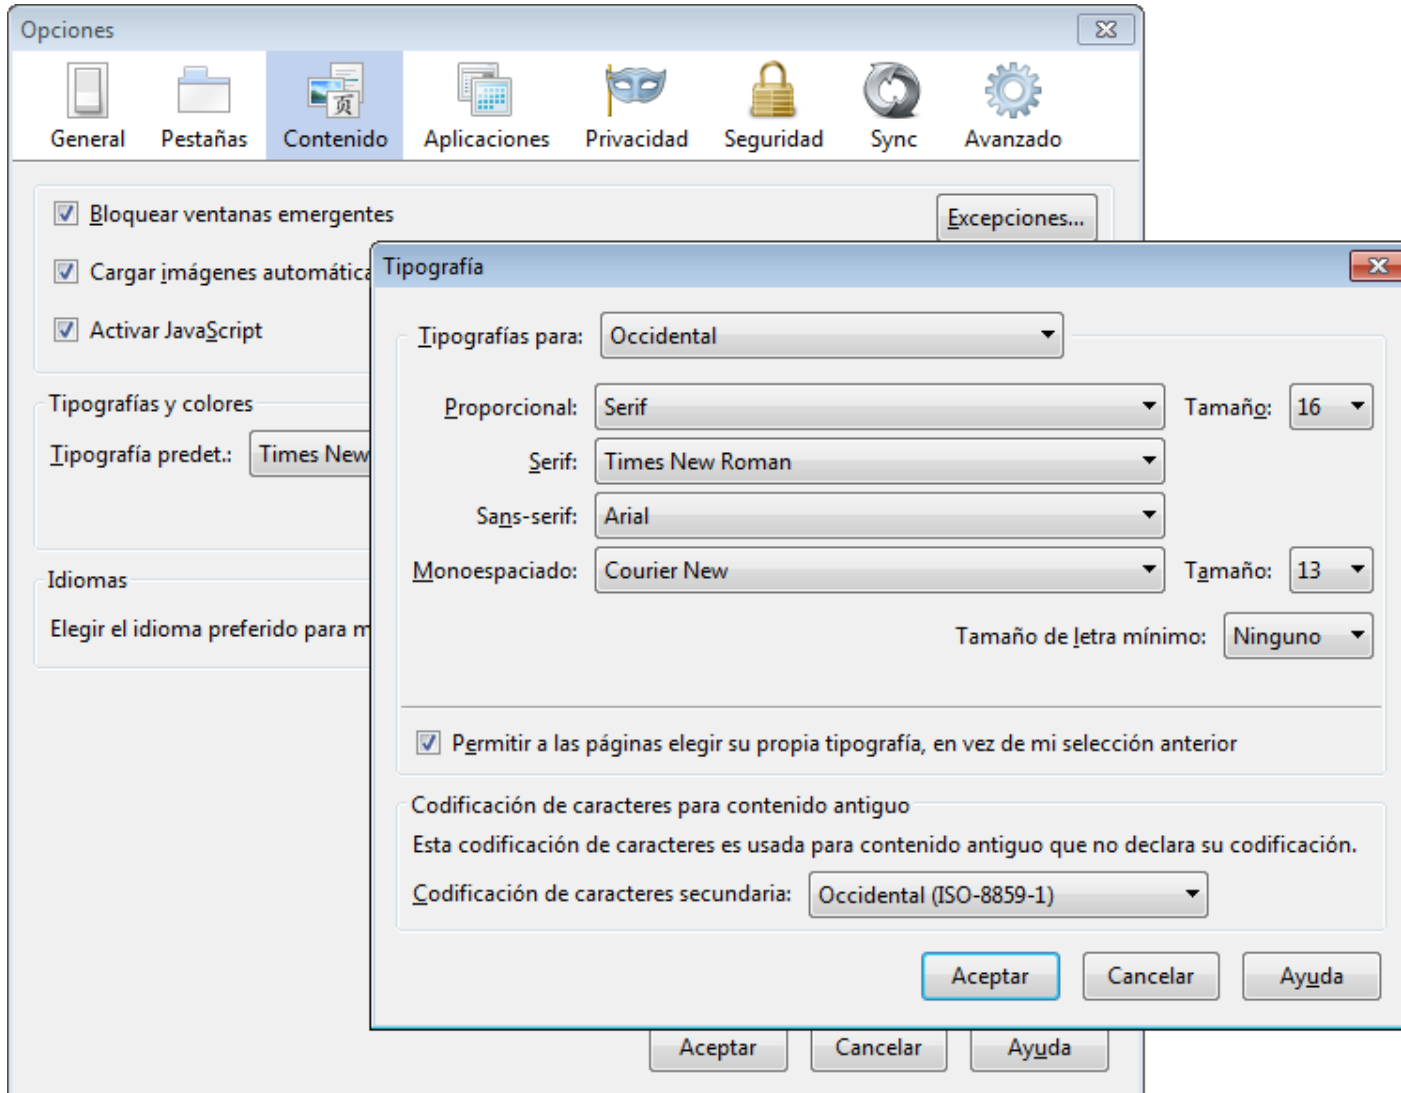 Opciones
General Pestañas Contenido Aplicaciones Privacidad Seguridad Sync Avanzado
Bloquear ventanas emergentes Excepciones...
Cargar imágenes automática
Activar JavaScript
Tipografías y colores
Tipografía predet.: Times New
Idiomas
Elegir el idioma preferido para m
Tipografía
Tipografías para: Occidental
Proporcional: Serif Tamaño: 16
Serif: Times New Roman
Sans-serif: Arial
Monoespaciado: Courier New Tamaño: 13
Tamaño de letra mínimo: Ninguno
Permitir a las páginas elegir su propia tipografía, en vez de mi selección anterior
Codificación de caracteres para contenido antiguo
Esta codificación de caracteres es usada para contenido antiguo que no declara su codificación.
Codificación de caracteres secundaria: Occidental (ISO-8859-1)
Aceptar Cancelar Ayuda
Aceptar Cancelar Ayuda